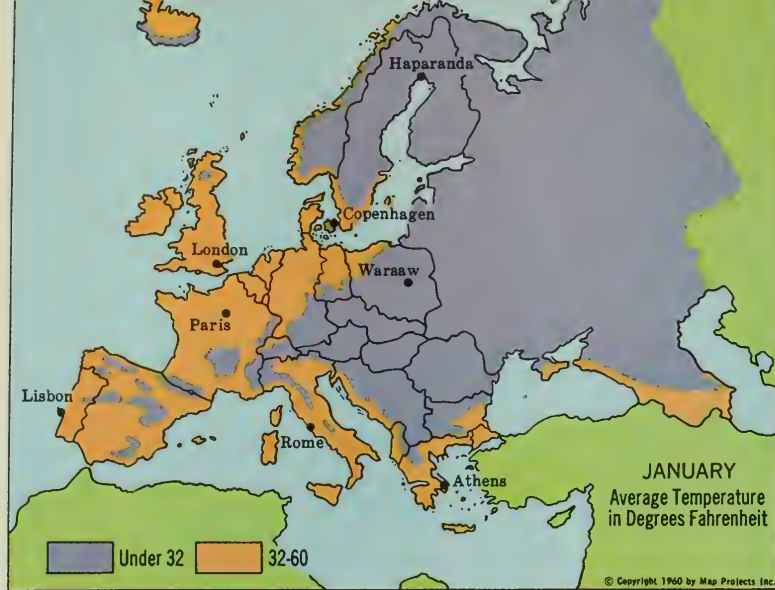 Haparanda
Copenhagen
London
Waraaw
Paris
Lisbon
Rome
Athens
JANUARY
Average Temperature
in Degrees Fahrenheit
Under 32
32-60
© Copyright 1960 by Map Projects Inc.